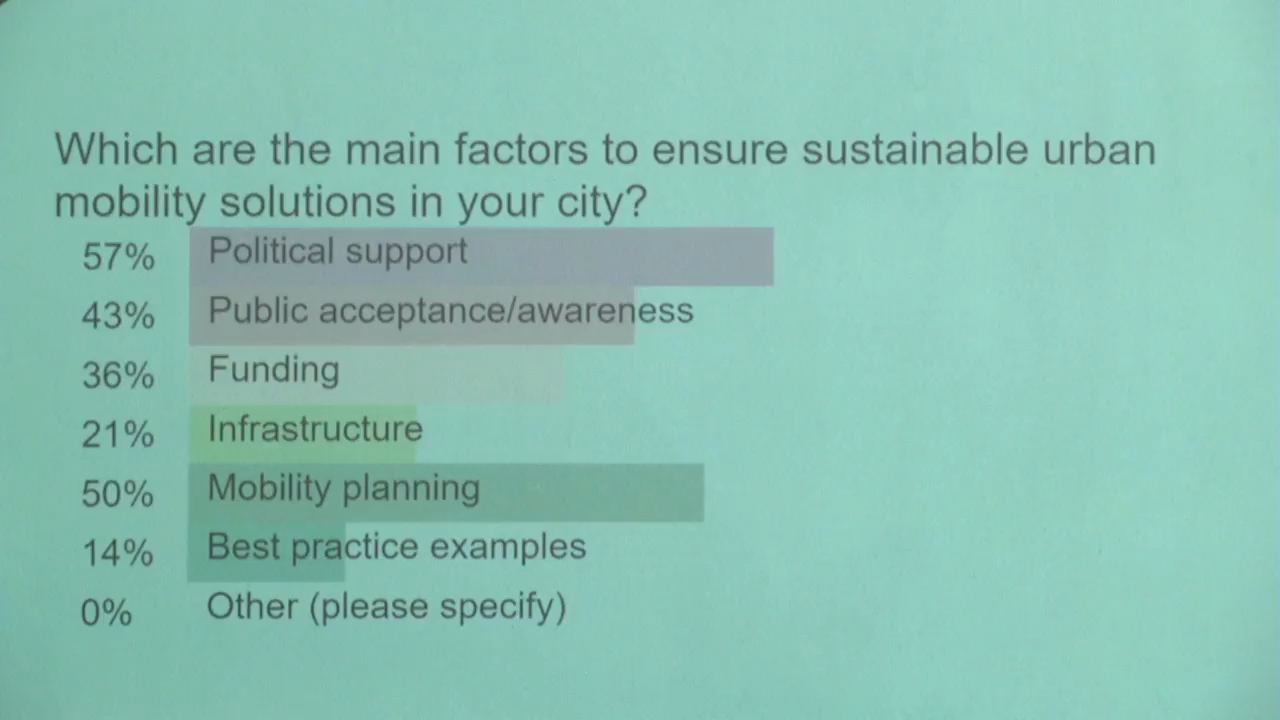 Which are the main factors to ensure sustainable urban
mobility solutions in your city?
57% Political support
43% Public acceptance/awareness
36% Funding
21% Infrastructure
50% Mobility planning
14% Best practice examples
0% Other (please specify)